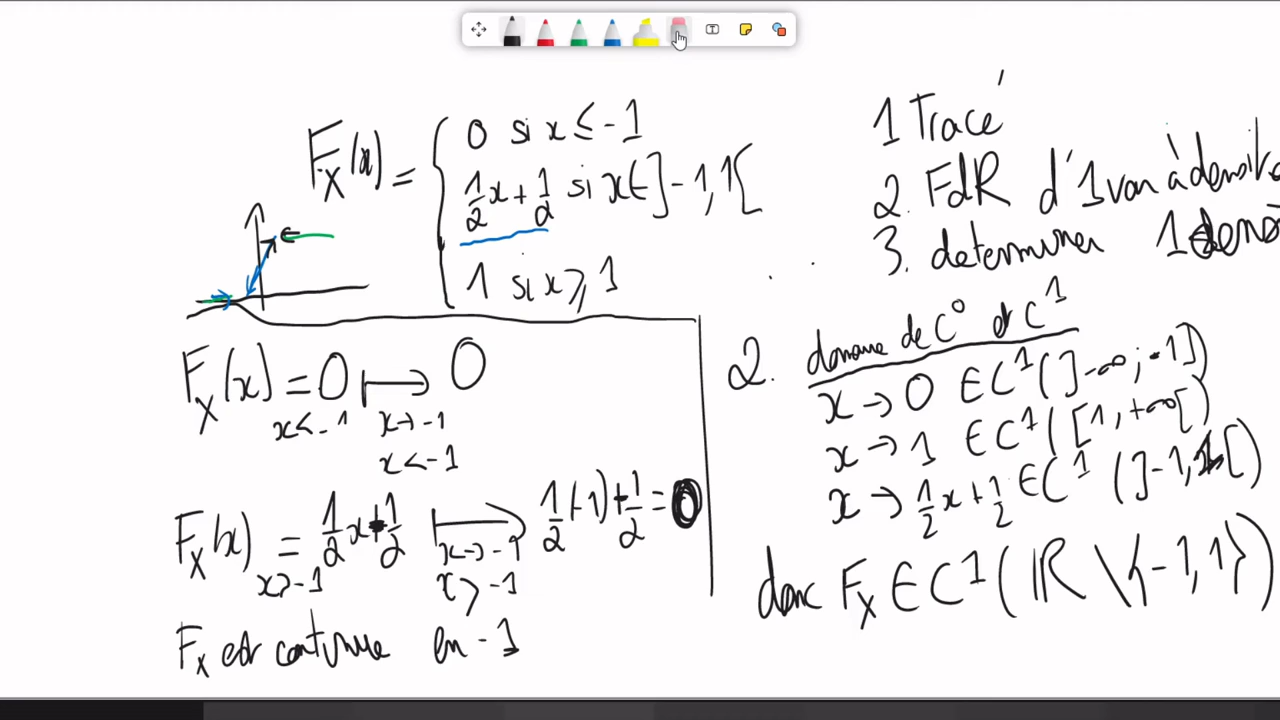 F_X(x) = { 0 si x ≤ -1
1/2 x + 1/2 si x ∈ ]-1, 1[
1 si x ⩾ 1
1 Tracé
2. FdR d'1 var à densité
3. determiner 1 dens
F_X(x) = 0 ⟼ 0
x < -1 x → -1
x < -1
F_X(x) = 1/2 x + 1/2 ⟼ 1/2 (-1) + 1/2 = 0
x > -1 x → -1
x > -1
F_X est continue en -1
2. domaine de C⁰ et C¹
x → 0 ∈ C¹(]-∞; -1])
x → 1 ∈ C¹([1, +∞[)
x → 1/2 x + 1/2 ∈ C¹(]-1, 1[)
donc F_X ∈ C¹(ℝ \ {-1, 1})